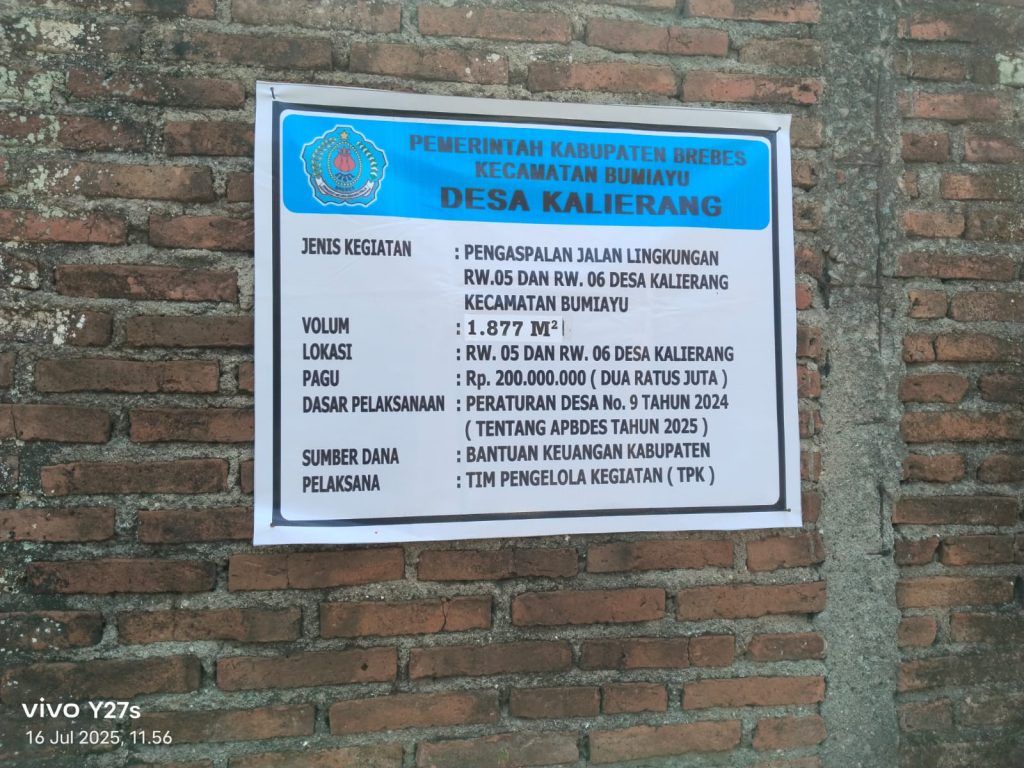 PEMERINTAH KABUPATEN BREBES
KECAMATAN BUMIAYU
DESA KALIERANG
JENIS KEGIATAN : PENGASPALAN JALAN LINGKUNGAN
RW.05 DAN RW. 06 DESA KALIERANG
KECAMATAN BUMIAYU
VOLUM : 1.877 M²
LOKASI : RW. 05 DAN RW. 06 DESA KALIERANG
PAGU : Rp. 200.000.000 ( DUA RATUS JUTA )
DASAR PELAKSANAAN : PERATURAN DESA No. 9 TAHUN 2024
( TENTANG APBDES TAHUN 2025 )
SUMBER DANA : BANTUAN KEUANGAN KABUPATEN
PELAKSANA : TIM PENGELOLA KEGIATAN ( TPK )
vivo Y27s
16 Jul 2025, 11.56